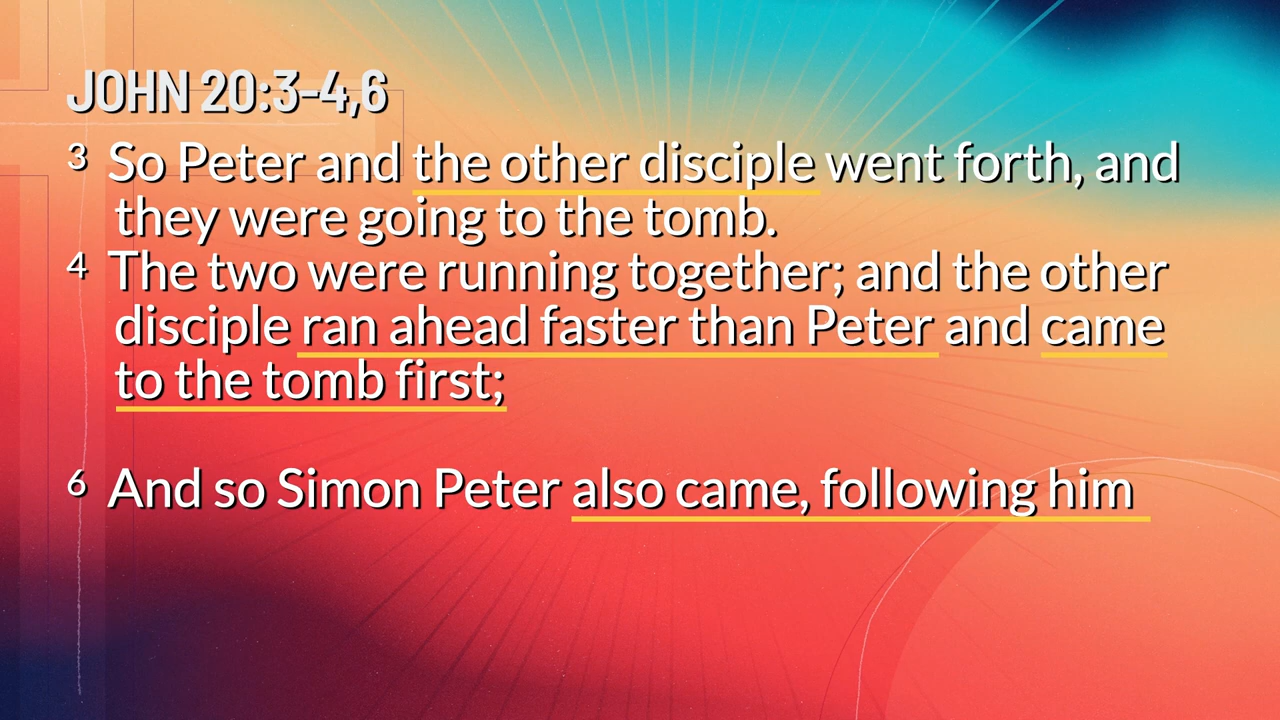 JOHN 20:3-4,6
3 So Peter and the other disciple went forth, and
they were going to the tomb.
4 The two were running together; and the other
disciple ran ahead faster than Peter and came
to the tomb first;
6 And so Simon Peter also came, following him